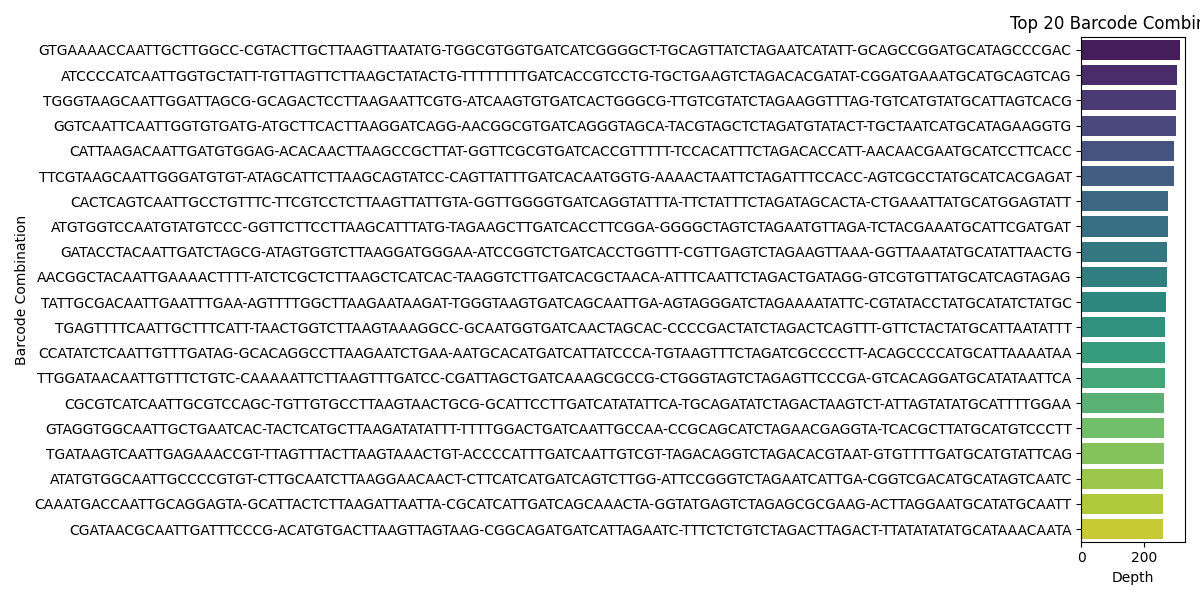 Top 20 Barcode Combin
GTGAAAACCAATTGCTTGGCC-CGTACTTGCTTAAGTTAATATG-TGGCGTGGTGATCATCGGGGCT-TGCAGTTATCTAGAATCATATT-GCAGCCGGATGCATAGCCCGAC
ATCCCCATCAATTGGTGCTATT-TGTTAGTTCTTAAGCTATACTG-TTTTTTTTGATCACCGTCCTG-TGCTGAAGTCTAGACACGATAT-CGGATGAAATGCATGCAGTCAG
TGGGTAAGCAATTGGATTAGCG-GCAGACTCCTTAAGAATTCGTG-ATCAAGTGTGATCACTGGGCG-TTGTCGTATCTAGAAGGTTTAG-TGTCATGTATGCATTAGTCACG
GGTCAATTCAATTGGTGTGATG-ATGCTTCACTTAAGGATCAGG-AACGGCGTGATCAGGGTAGCA-TACGTAGCTCTAGATGTATACT-TGCTAATCATGCATAGAAGGTG
CATTAAGACAATTGATGTGGAG-ACACAACTTAAGCCGCTTAT-GGTTCGCGTGATCACCGTTTTT-TCCACATTTCTAGACACCATT-AACAACGAATGCATCCTTCACC
TTCGTAAGCAATTGGGATGTGT-ATAGCATTCTTAAGCAGTATCC-CAGTTATTTGATCACAATGGTG-AAAACTAATTCTAGATTTCCACC-AGTCGCCTATGCATCACGAGAT
CACTCAGTCAATTGCCTGTTTC-TTCGTCCTCTTAAGTTATTGTA-GGTTGGGGTGATCAGGTATTTA-TTCTATTTCTAGATAGCACTA-CTGAAATTATGCATGGAGTATT
ATGTGGTCCAATGTATGTCCC-GGTTCTTCCTTAAGCATTTATG-TAGAAGCTTGATCACCTTCGGA-GGGGCTAGTCTAGAATGTTAGA-TCTACGAAATGCATTCGATGAT
GATACCTACAATTGATCTAGCG-ATAGTGGTCTTAAGGATGGGAA-ATCCGGTCTGATCACCTGGTTT-CGTTGAGTCTAGAAGTTAAA-GGTTAAATATGCATATTAACTG
AACGGCTACAATTGAAAACTTTT-ATCTCGCTCTTAAGCTCATCAC-TAAGGTCTTGATCACGCTAACA-ATTTCAATTCTAGACTGATAGG-GTCGTGTTATGCATCAGTAGAG
TATTGCGACAATTGAATTTGAA-AGTTTTGGCTTAAGAATAAGAT-TGGGTAAGTGATCAGCAATTGA-AGTAGGGATCTAGAAAATATTC-CGTATACCTATGCATATCTATGC
TGAGTTTTCAATTGCTTTCATT-TAACTGGTCTTAAGTAAAGGCC-GCAATGGTGATCAACTAGCAC-CCCCGACTATCTAGACTCAGTTT-GTTCTACTATGCATTAATATTT
CCATATCTCAATTGTTTGATAG-GCACAGGCCTTAAGAATCTGAA-AATGCACATGATCATTATCCCA-TGTAAGTTTCTAGATCGCCCCTT-ACAGCCCCATGCATTAAAATAA
TTGGATAACAATTGTTTCTGTC-CAAAAATTCTTAAGTTTGATCC-CGATTAGCTGATCAAAGCGCCG-CTGGGTAGTCTAGAGTTCCCGA-GTCACAGGATGCATATAATTCA
CGCGTCATCAATTGCGTCCAGC-TGTTGTGCCTTAAGTAACTGCG-GCATTCCTTGATCATATATTCA-TGCAGATATCTAGACTAAGTCT-ATTAGTATATGCATTTTGGAA
GTAGGTGGCAATTGCTGAATCAC-TACTCATGCTTAAGATATATTT-TTTTGGACTGATCAATTGCCAA-CCGCAGCATCTAGAACGAGGTA-TCACGCTTATGCATGTCCCTT
TGATAAGTCAATTGAGAAACCGT-TTAGTTTACTTAAGTAAACTGT-ACCCCATTTGATCAATTGTCGT-TAGACAGGTCTAGACACGTAAT-GTGTTTTGATGCATGTATTCAG
ATATGTGGCAATTGCCCCGTGT-CTTGCAATCTTAAGGAACAACT-CTTCATCATGATCAGTCTTGG-ATTCCGGGTCTAGAATCATTGA-CGGTCGACATGCATAGTCAATC
CAAATGACCAATTGCAGGAGTA-GCATTACTCTTAAGATTAATTA-CGCATCATTGATCAGCAAACTA-GGTATGAGTCTAGAGCGCGAAG-ACTTAGGAATGCATATGCAATT
CGATAACGCAATTGATTTCCCG-ACATGTGACTTAAGTTAGTAAG-CGGCAGATGATCATTAGAATC-TTTCTCTGTCTAGACTTAGACT-TTATATATATGCATAAACAATA
Barcode Combination
0 200
Depth